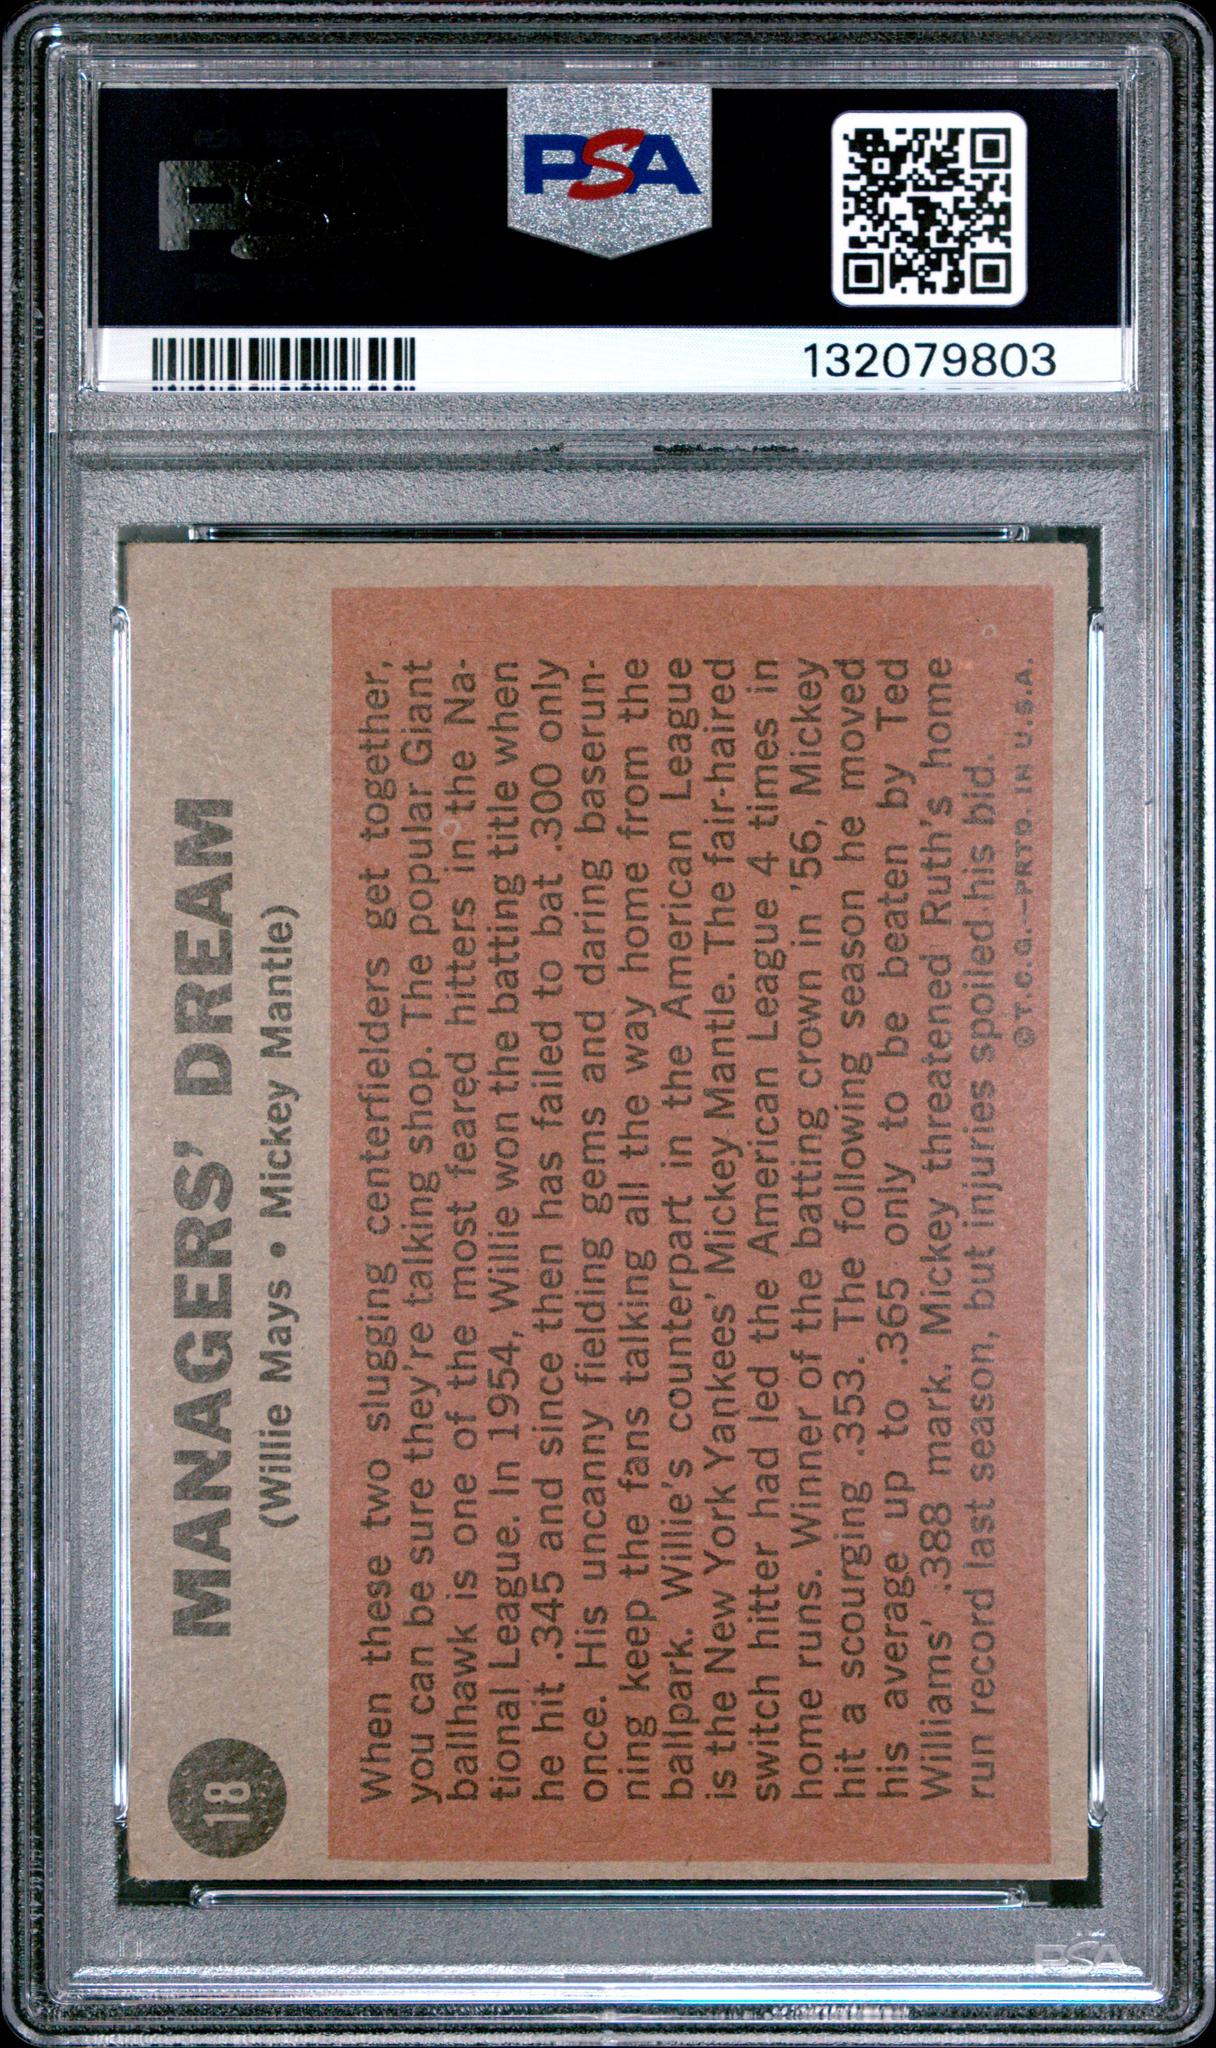 PSA
PSA
132079803
18
MANAGERS' DREAM
(Willie Mays • Mickey Mantle)
When these two slugging centerfielders get together,
you can be sure they're talking shop. The popular Giant
ballhawk is one of the most feared hitters in the Na-
tional League. In 1954, Willie won the batting title when
he hit .345 and since then has failed to bat .300 only
once. His uncanny fielding gems and daring baserun-
ning keep the fans talking all the way home from the
ballpark. Willie's counterpart in the American League
is the New York Yankees' Mickey Mantle. The fair-haired
switch hitter had led the American League 4 times in
home runs. Winner of the batting crown in '56, Mickey
hit a scourging .353. The following season he moved
his average up to .365 only to be beaten by Ted
Williams' .388 mark. Mickey threatened Ruth's home
run record last season, but injuries spoiled his bid.
©T.C.G.—PRTD. IN U.S.A.
PSA